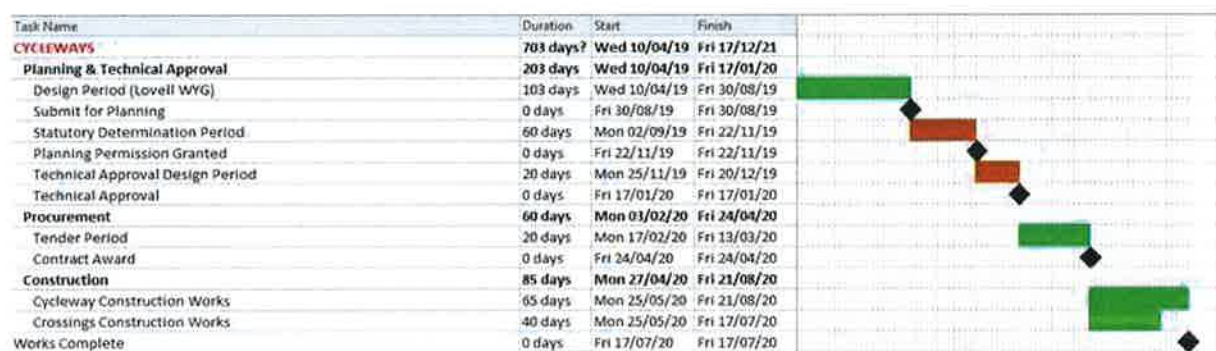 Task Name Duration Start Finish
CYCLEWAYS 703 days? Wed 10/04/19 Fri 17/12/21
Planning & Technical Approval 203 days Wed 10/04/19 Fri 17/01/20
Design Period (Lovell WYG) 103 days Wed 10/04/19 Fri 30/08/19
Submit for Planning 0 days Fri 30/08/19 Fri 30/08/19
Statutory Determination Period 60 days Mon 02/09/19 Fri 22/11/19
Planning Permission Granted 0 days Fri 22/11/19 Fri 22/11/19
Technical Approval Design Period 20 days Mon 25/11/19 Fri 20/12/19
Technical Approval 0 days Fri 17/01/20 Fri 17/01/20
Procurement 60 days Mon 03/02/20 Fri 24/04/20
Tender Period 20 days Mon 17/02/20 Fri 13/03/20
Contract Award 0 days Fri 24/04/20 Fri 24/04/20
Construction 85 days Mon 27/04/20 Fri 21/08/20
Cycleway Construction Works 65 days Mon 25/05/20 Fri 21/08/20
Crossings Construction Works 40 days Mon 25/05/20 Fri 17/07/20
Works Complete 0 days Fri 17/07/20 Fri 17/07/20